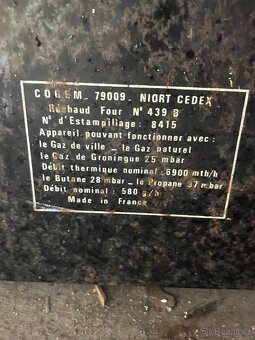 COGEM. 79009. NIORT CEDEX
Réchaud Four N° 439 B
N° d'Estampillage : 8415
Appareil pouvant fonctionner avec :
le Gaz de ville – le Gaz naturel
le Gaz de Groningue 25 mbar
Débit thermique nominal : 6900 mth/h
le Butane 28 mbar – le Propane 37 mbar
Débit nominal : 580 g/h
Made in France